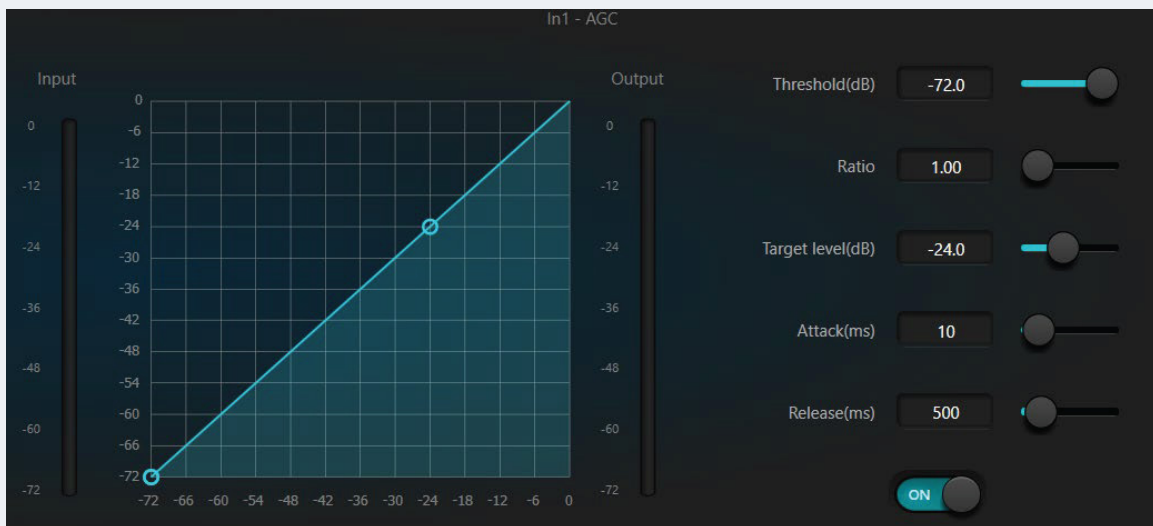 In1 - AGC
Input
0
-12
-24
-36
-48
-60
-72
0
-6
-12
-18
-24
-30
-36
-42
-48
-54
-60
-66
-72
-72 -66 -60 -54 -48 -42 -36 -30 -24 -18 -12 -6 0
Output
0
-12
-24
-36
-48
-60
-72
Threshold(dB) -72.0
Ratio 1.00
Target level(dB) -24.0
Attack(ms) 10
Release(ms) 500
ON